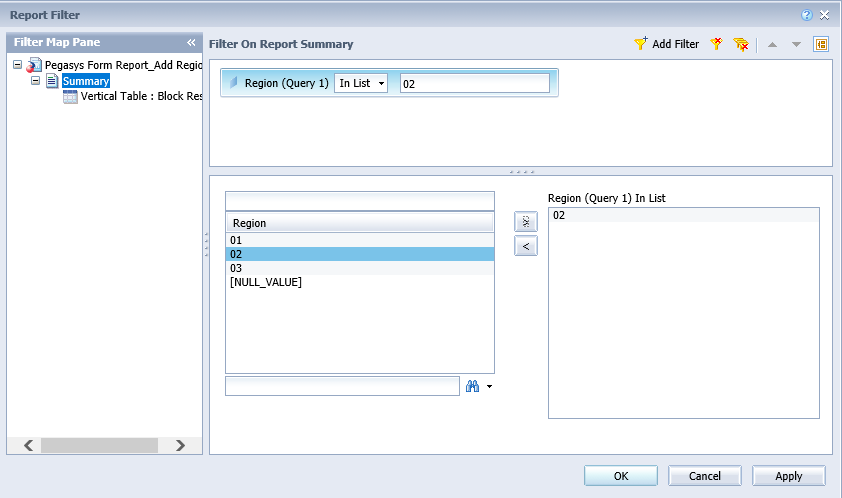 Report Filter
Filter Map Pane
Pegasys Form Report_Add Regio
Summary
Vertical Table : Block Res
Filter On Report Summary
Add Filter
Region (Query 1) In List 02
Region
01
02
03
[NULL_VALUE]
>
<
Region (Query 1) In List
02
OK Cancel Apply